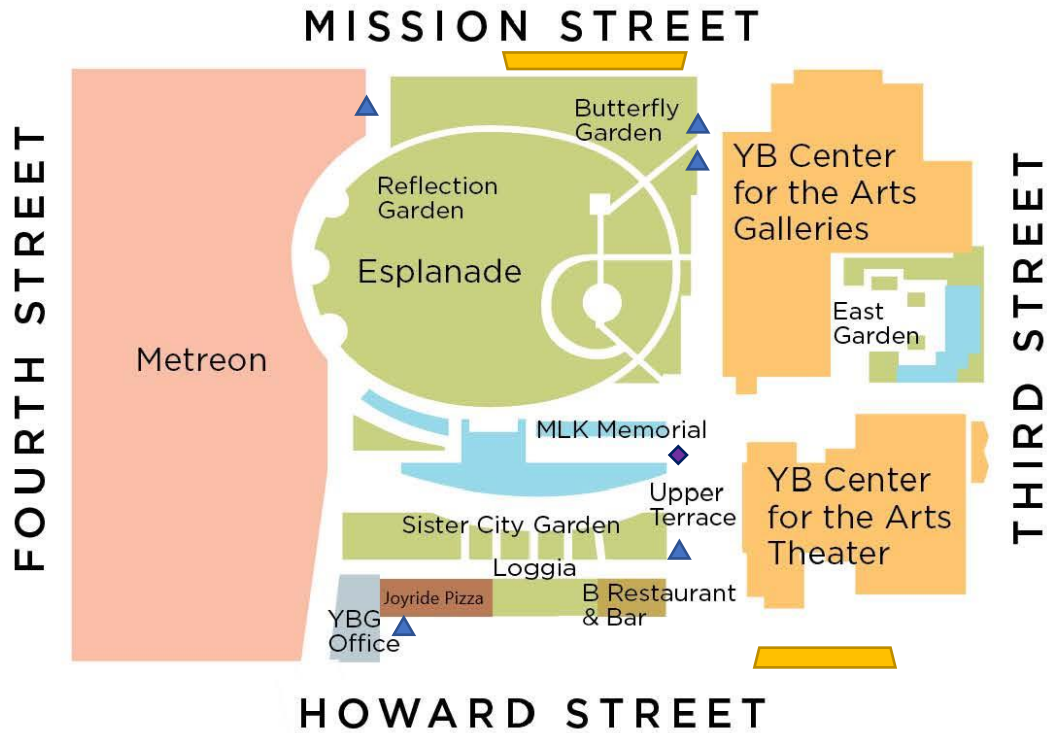 MISSION STREET
FOURTH STREET
THIRD STREET
Butterfly
Garden
YB Center
for the Arts
Galleries
Reflection
Garden
Esplanade
East
Garden
Metreon
MLK Memorial
YB Center
for the Arts
Theater
Upper
Terrace
Sister City Garden
Loggia
Joyride Pizza
B Restaurant
& Bar
YBG
Office
HOWARD STREET